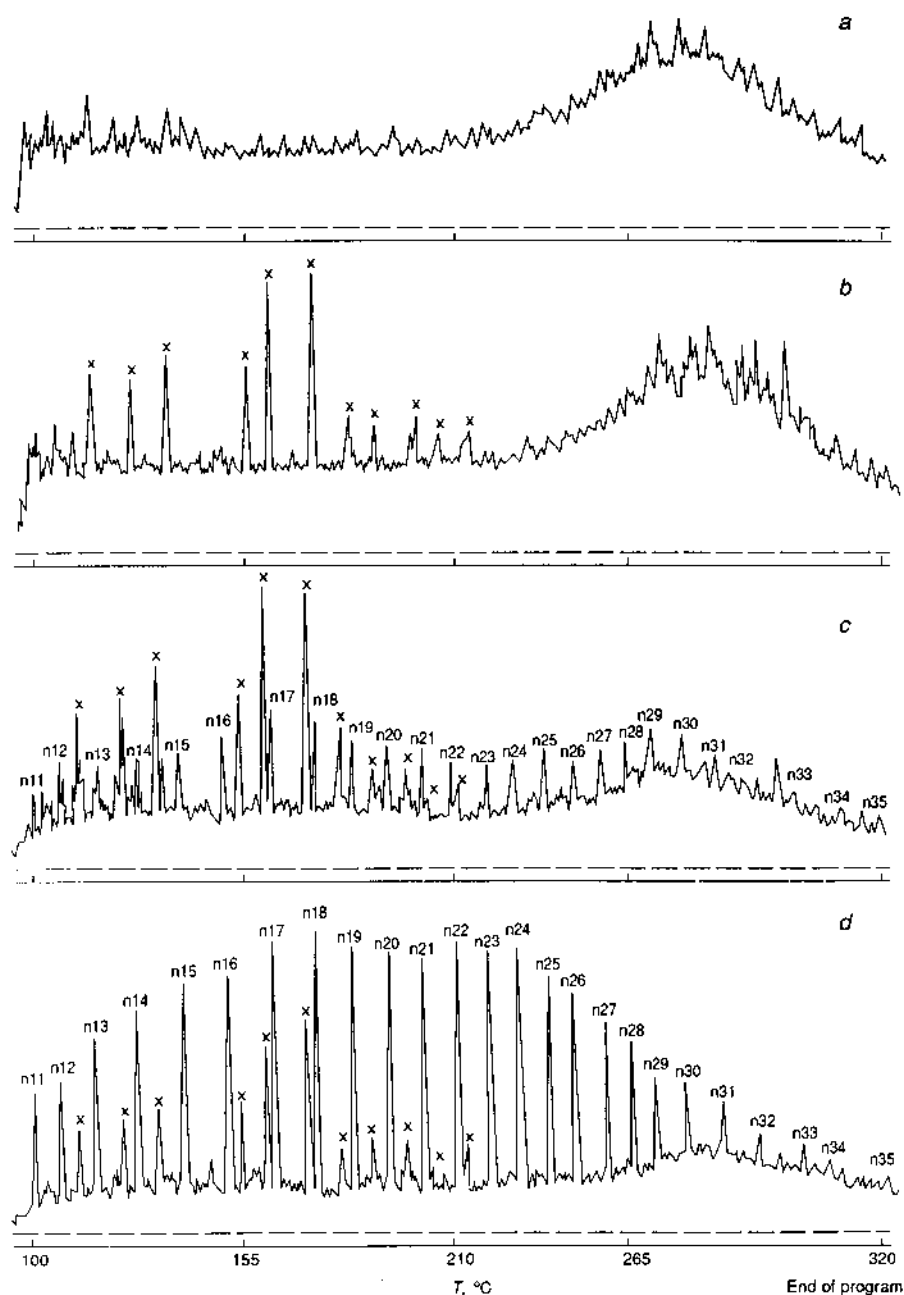 a
b
x x x x x x x x x x x
c
n11 n12 x n13 x n14 x n15 n16 x x n17 x n18 x n19 x n20 x n21 x n22 x n23 n24 n25 n26 n27 n28 n29 n30 n31 n32 n33 n34 n35
d
n11 n12 x n13 x n14 x n15 n16 x x n17 x n18 x n19 x n20 x n21 x n22 x n23 n24 n25 n26 n27 n28 n29 n30 n31 n32 n33 n34 n35
100 155 210 265 320
T, °C End of program